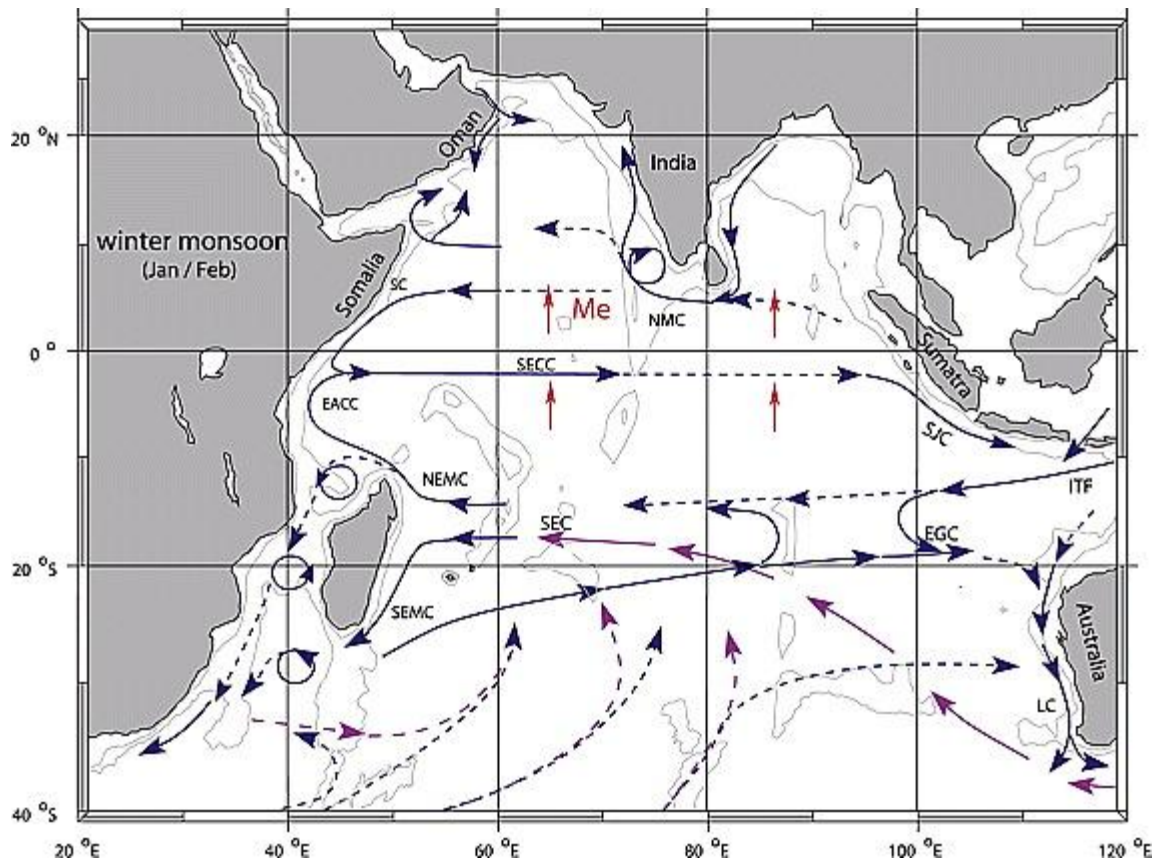 20 °N
Oman
India
winter monsoon
(Jan / Feb)
Somalia
SC
Me
NMC
0 °
SECC
Sumatra
EACC
SJC
NEMC
ITF
SEC
EGC
20 °S
SEMC
Australia
LC
40 °S
20 °E
40 °E
60 °E
80 °E
100 °E
120 °E